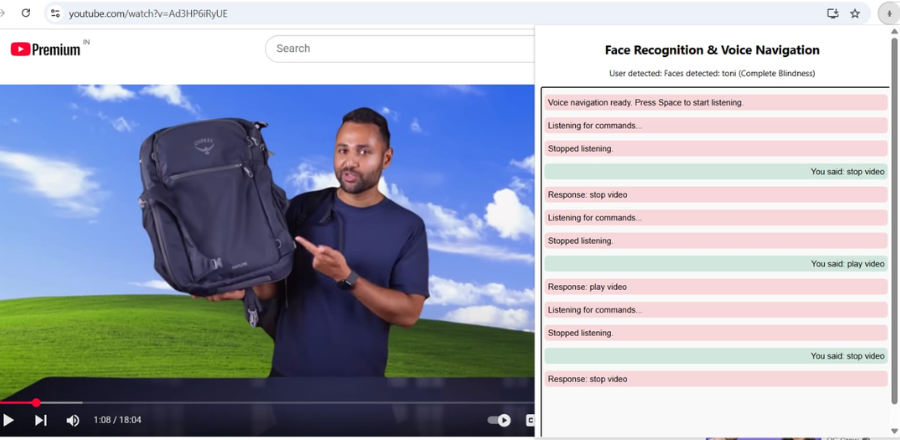 youtube.com/watch?v=Ad3HP6iRyUE
Premium IN
Search
OSPREY
1:08 / 18:04
Face Recognition & Voice Navigation
User detected: Faces detected: toni (Complete Blindness)
Voice navigation ready. Press Space to start listening.
Listening for commands...
Stopped listening.
You said: stop video
Response: stop video
Listening for commands...
Stopped listening.
You said: play video
Response: play video
Listening for commands...
Stopped listening.
You said: stop video
Response: stop video